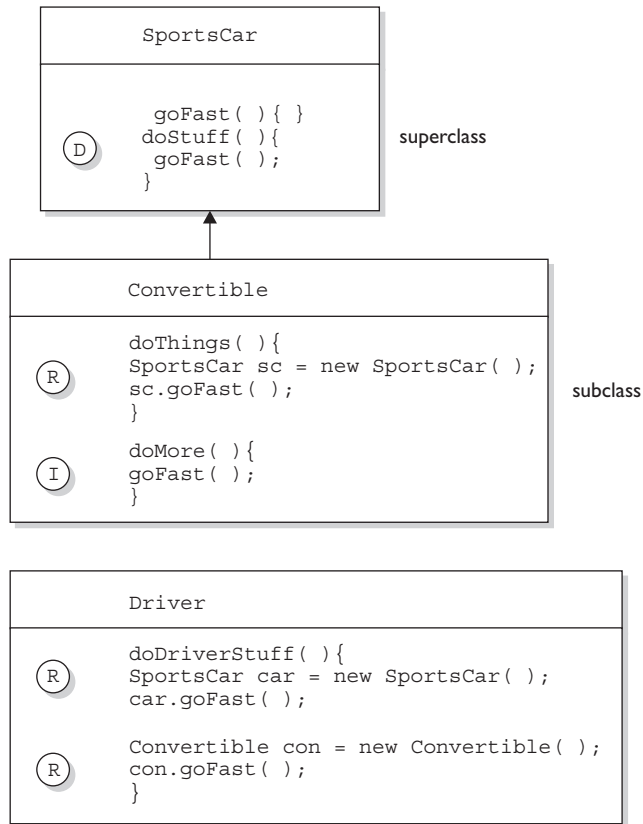 SportsCar
goFast( ){ }
D
doStuff( ){
goFast( );
}
superclass
Convertible
R
doThings( ){
SportsCar sc = new SportsCar( );
sc.goFast( );
}
subclass
I
doMore( ){
goFast( );
}
Driver
R
doDriverStuff( ){
SportsCar car = new SportsCar( );
car.goFast( );
R
Convertible con = new Convertible( );
con.goFast( );
}